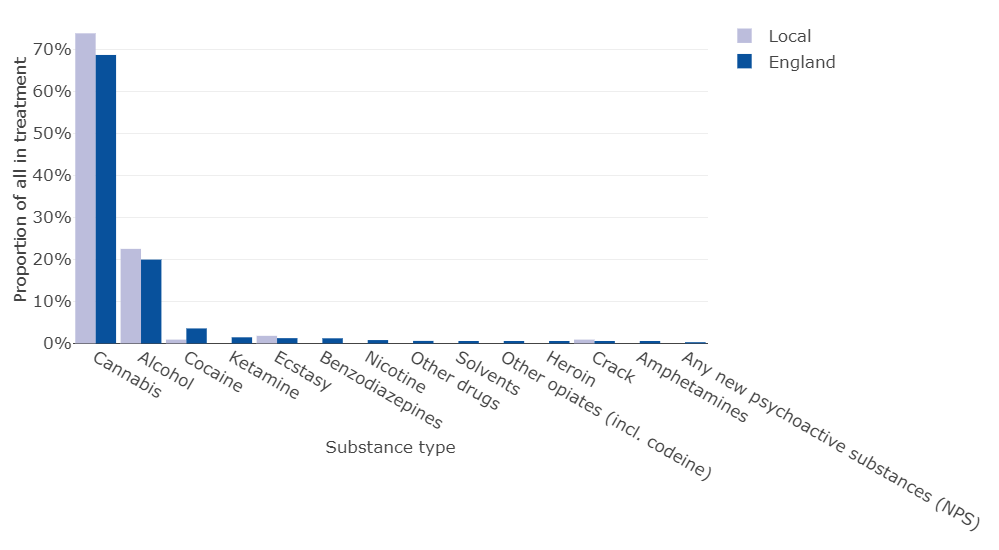 Local
England
Proportion of all in treatment
70%
60%
50%
40%
30%
20%
10%
0%
Cannabis
Alcohol
Cocaine
Ketamine
Ecstasy
Benzodiazepines
Nicotine
Other drugs
Solvents
Other opiates (incl. codeine)
Heroin
Crack
Amphetamines
Any new psychoactive substances (NPS)
Substance type